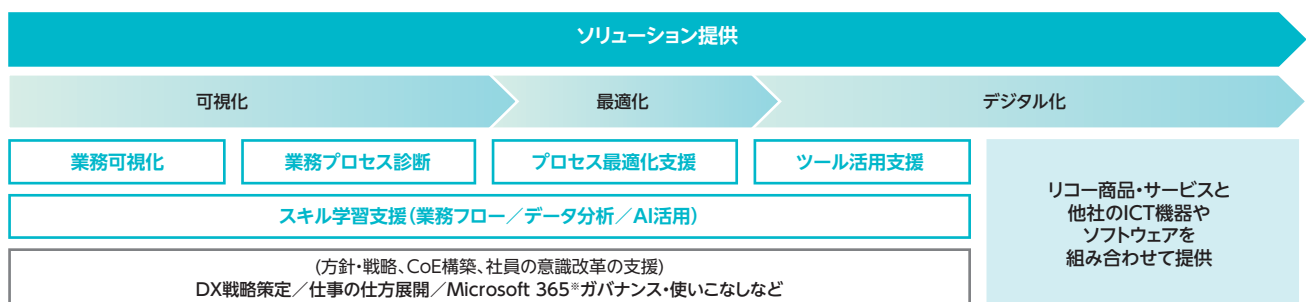 ソリューション提供
可視化
最適化
デジタル化
業務可視化
業務プロセス診断
プロセス最適化支援
ツール活用支援
スキル学習支援(業務フロー/データ分析/AI活用)
(方針・戦略、CoE構築、社員の意識改革の支援)
DX戦略策定/仕事の仕方展開/Microsoft 365※ガバナンス・使いこなしなど
リコー商品・サービスと
他社のICT機器や
ソフトウェアを
組み合わせて提供